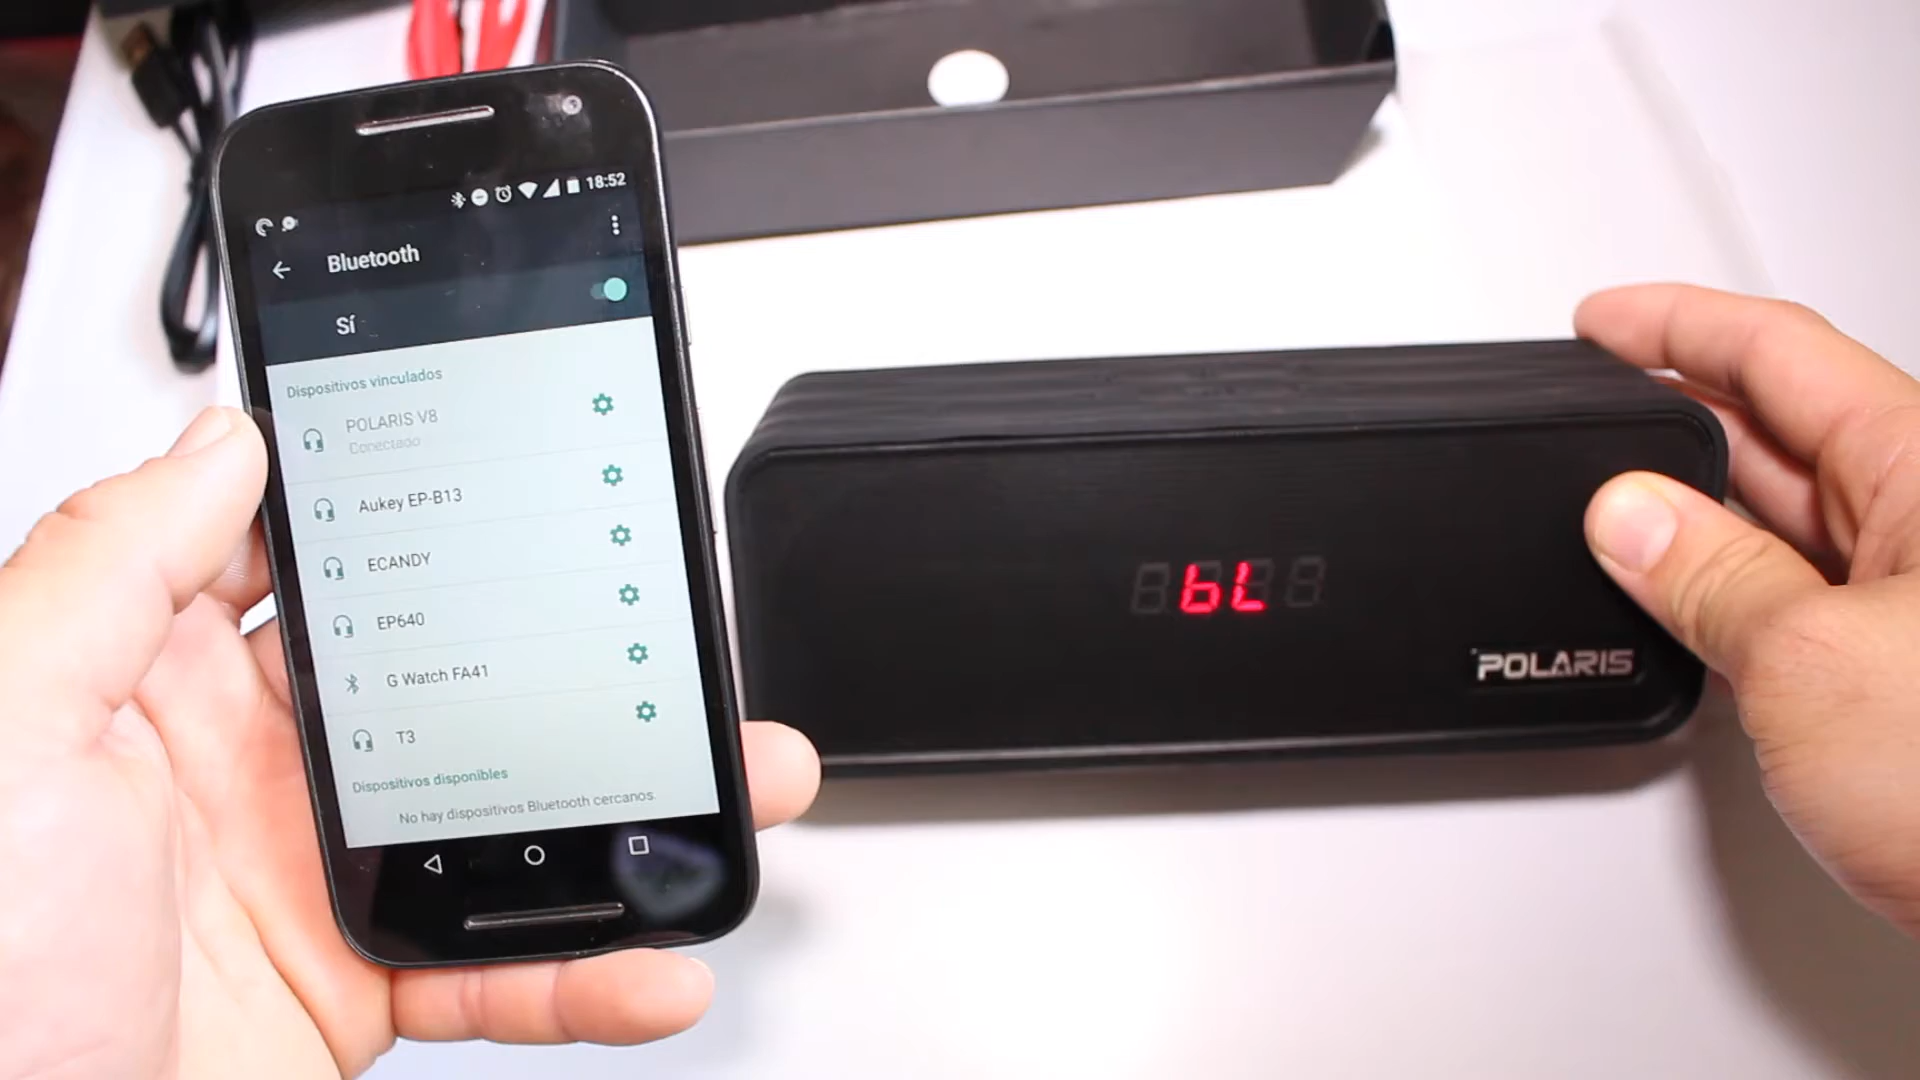 18:52
Bluetooth
Sí
Dispositivos vinculados
POLARIS V8
Conectado
Aukey EP-B13
ECANDY
EP640
G Watch FA41
T3
Dispositivos disponibles
No hay dispositivos Bluetooth cercanos.
bL
POLARIS